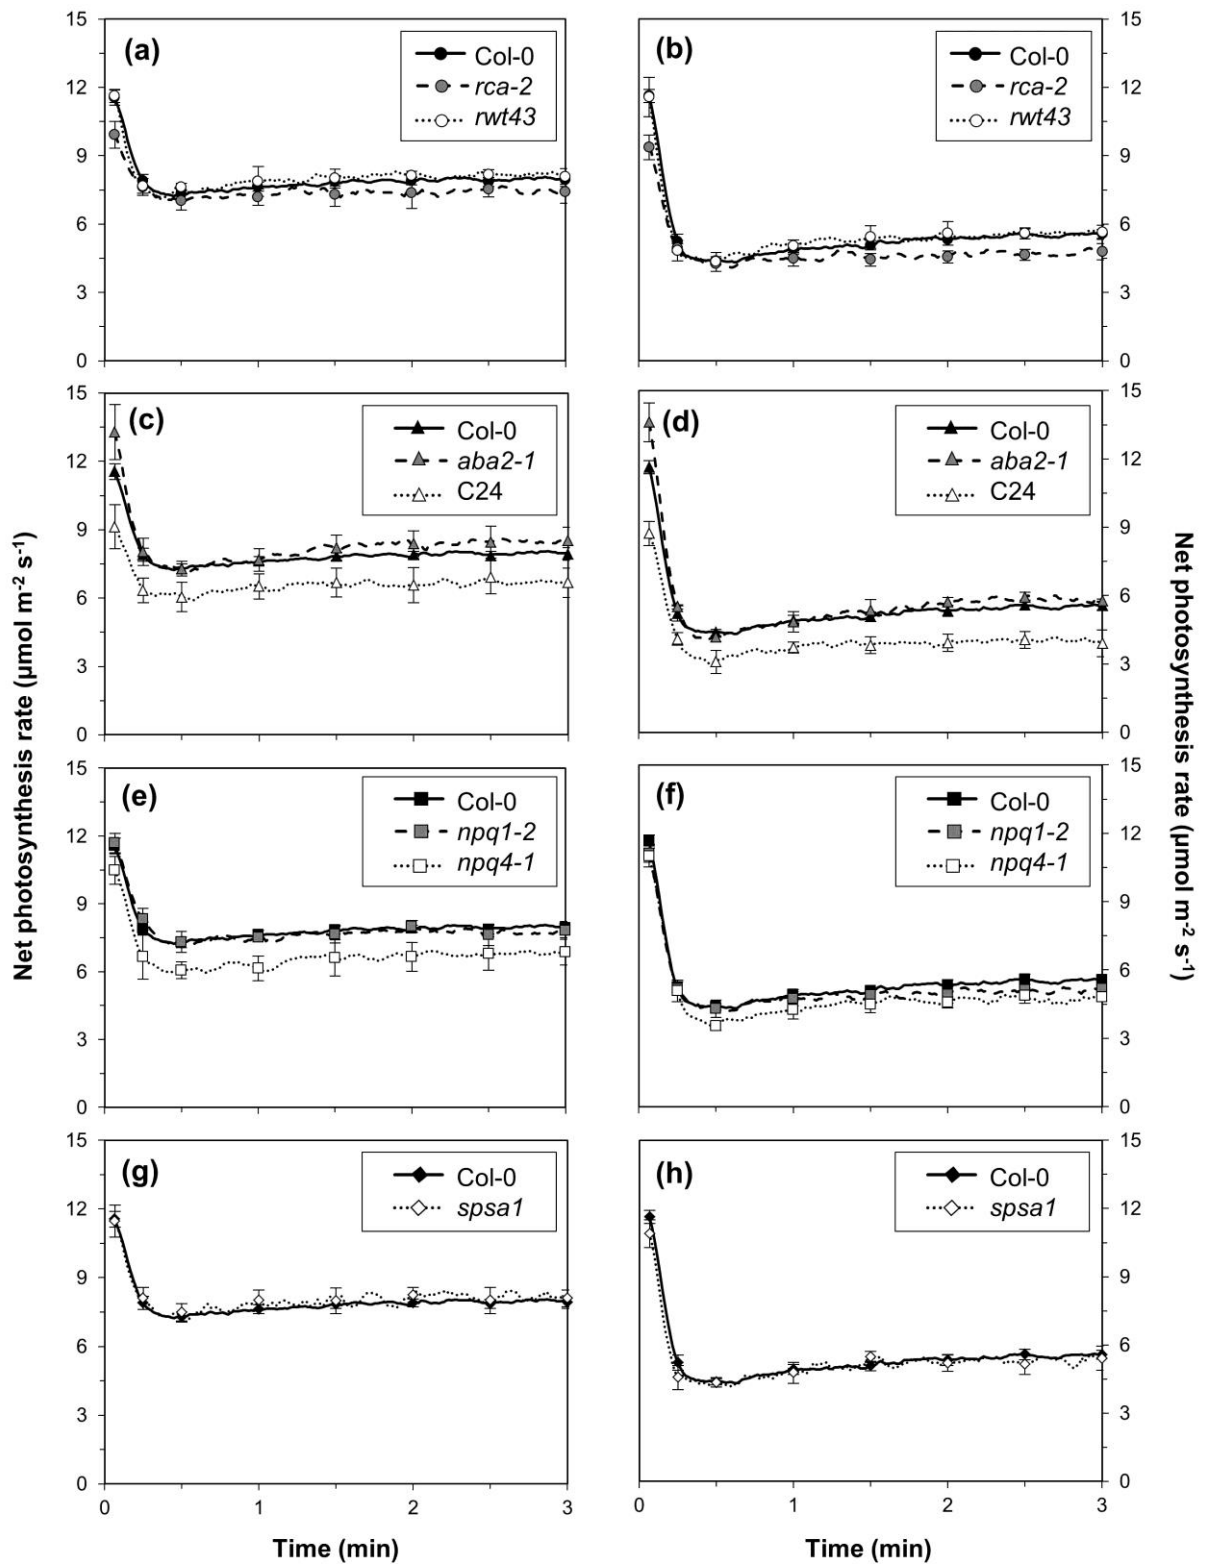 (a)
Col-0
rca-2
rwt43
15
12
9
6
3
0
(b)
Col-0
rca-2
rwt43
15
12
9
6
3
0
(c)
Col-0
aba2-1
C24
15
12
9
6
3
0
(d)
Col-0
aba2-1
C24
15
12
9
6
3
0
Net photosynthesis rate (µmol m⁻² s⁻¹)
Net photosynthesis rate (µmol m⁻² s⁻¹)
(e)
Col-0
npq1-2
npq4-1
15
12
9
6
3
0
(f)
Col-0
npq1-2
npq4-1
15
12
9
6
3
0
(g)
Col-0
spsa1
15
12
9
6
3
0
0 1 2 3
Time (min)
(h)
Col-0
spsa1
15
12
9
6
3
0
0 1 2 3
Time (min)